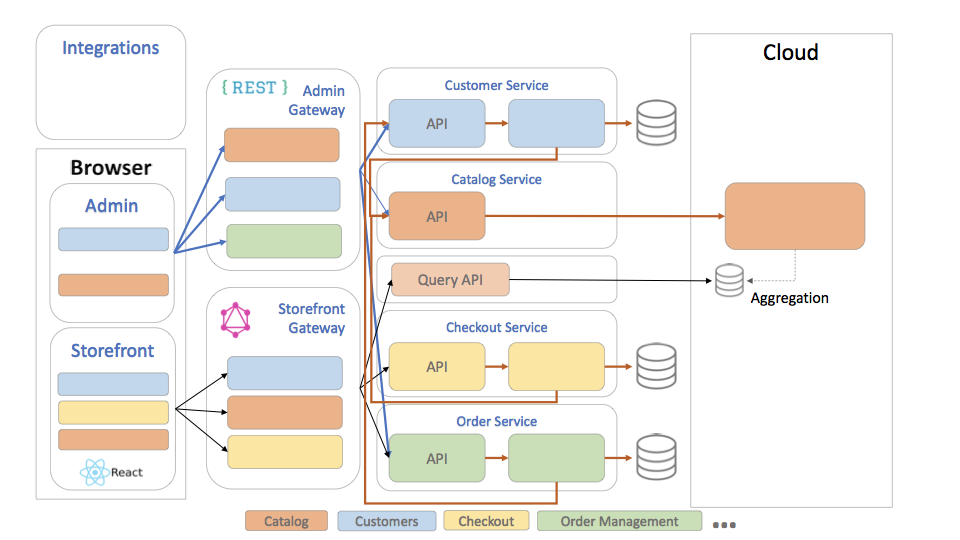 Integrations
Browser
Admin
Storefront
React
{ REST }
Admin
Gateway
Storefront
Gateway
Customer Service
API
Catalog Service
API
Query API
Checkout Service
API
Order Service
API
Cloud
Aggregation
Catalog
Customers
Checkout
Order Management
...